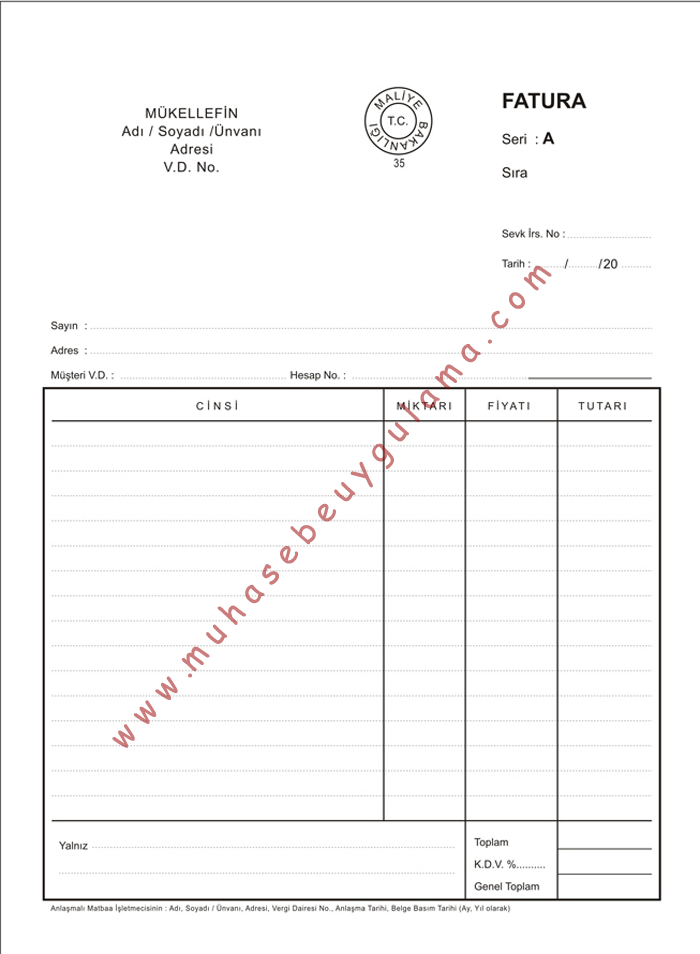 MÜKELLEFİN
Adı / Soyadı /Ünvanı
Adresi
V.D. No.
MALİYE BAKANLIĞI
T.C.
35
FATURA
Seri : A
Sıra
Sevk İrs. No :
Tarih : / /20
Sayın :
Adres :
Müşteri V.D. : Hesap No. :
CİNSİ MİKTARI FİYATI TUTARI
www.muhasebeuygulama.com
Yalnız
Toplam
K.D.V. %..........
Genel Toplam
Anlaşmalı Matbaa İşletmecisinin : Adı, Soyadı / Ünvanı, Adresi, Vergi Dairesi No., Anlaşma Tarihi, Belge Basım Tarihi (Ay, Yıl olarak)